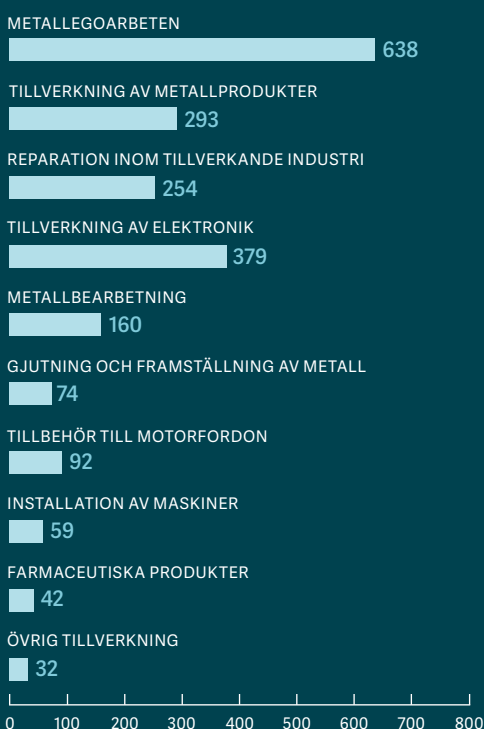 METALLEGOARBETEN
638
TILLVERKNING AV METALLPRODUKTER
293
REPARATION INOM TILLVERKANDE INDUSTRI
254
TILLVERKNING AV ELEKTRONIK
379
METALLBEARBETNING
160
GJUTNING OCH FRAMSTÄLLNING AV METALL
74
TILLBEHÖR TILL MOTORFORDON
92
INSTALLATION AV MASKINER
59
FARMACEUTISKA PRODUKTER
42
ÖVRIG TILLVERKNING
32
0 100 200 300 400 500 600 700 800